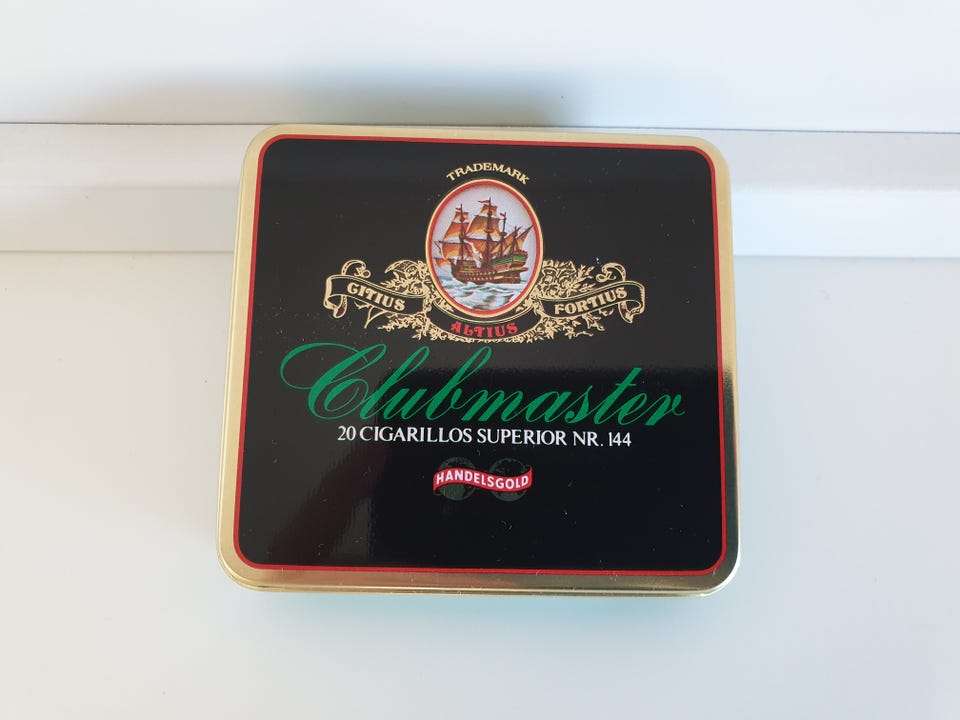 TRADEMARK
CITIUS ALTIUS FORTIUS
Clubmaster
20 CIGARILLOS SUPERIOR NR. 144
HANDELSGOLD